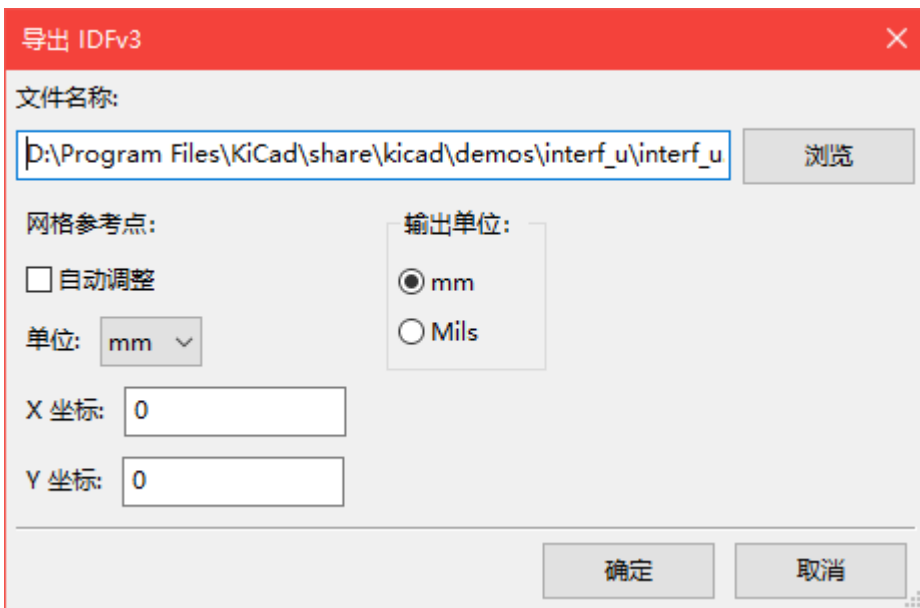 导出 IDFv3
文件名称:
D:\Program Files\KiCad\share\kicad\demos\interf_u\interf_u.
浏览
网格参考点:
输出单位:
自动调整
mm
单位:
mm
Mils
X 坐标:
0
Y 坐标:
0
确定
取消